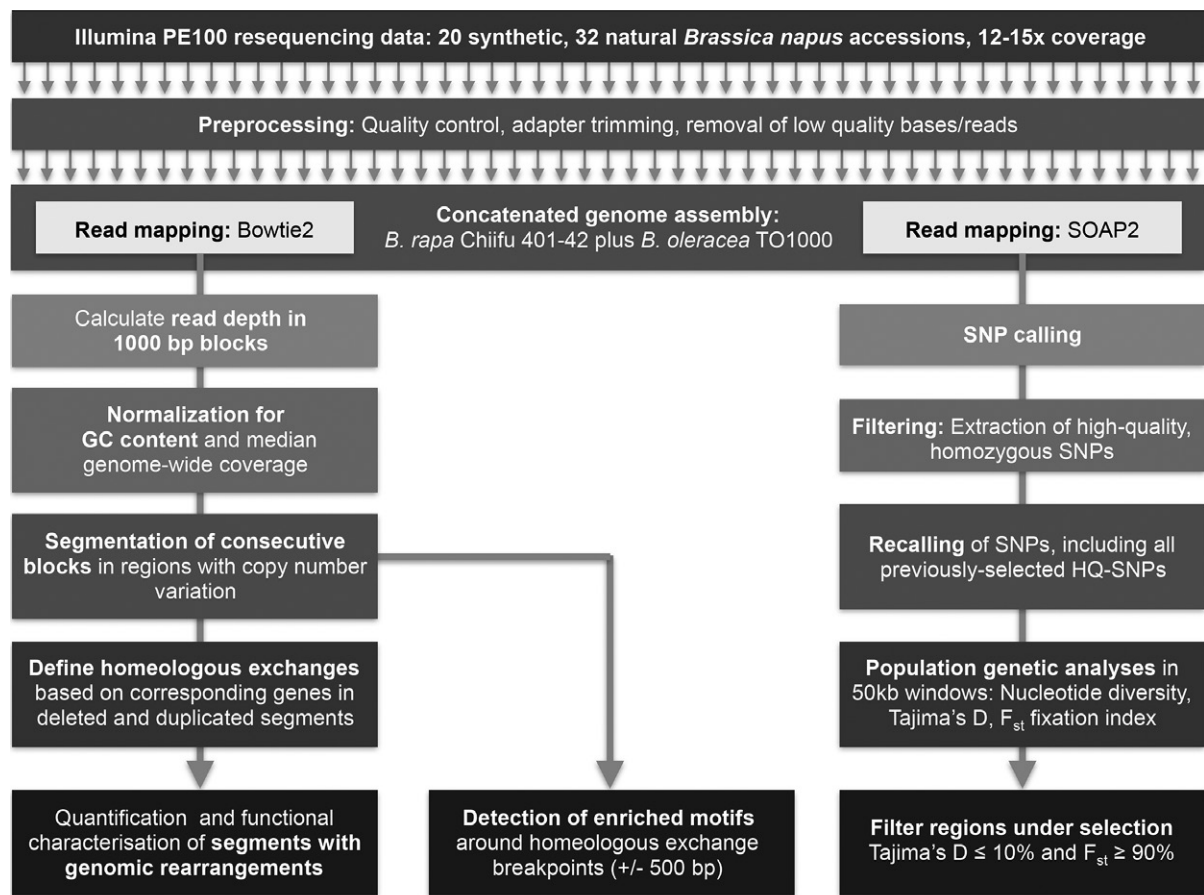 Illumina PE100 resequencing data: 20 synthetic, 32 natural Brassica napus accessions, 12-15x coverage
Preprocessing: Quality control, adapter trimming, removal of low quality bases/reads
Concatenated genome assembly:
B. rapa Chiifu 401-42 plus B. oleracea TO1000
Read mapping: Bowtie2
Read mapping: SOAP2
Calculate read depth in
1000 bp blocks
Normalization for
GC content and median
genome-wide coverage
Segmentation of consecutive
blocks in regions with copy number
variation
Define homeologous exchanges
based on corresponding genes in
deleted and duplicated segments
Quantification and functional
characterisation of segments with
genomic rearrangements
Detection of enriched motifs
around homeologous exchange
breakpoints (+/- 500 bp)
SNP calling
Filtering: Extraction of high-quality,
homozygous SNPs
Recalling of SNPs, including all
previously-selected HQ-SNPs
Population genetic analyses in
50kb windows: Nucleotide diversity,
Tajima's D, Fst fixation index
Filter regions under selection
Tajima's D ≤ 10% and Fst ≥ 90%